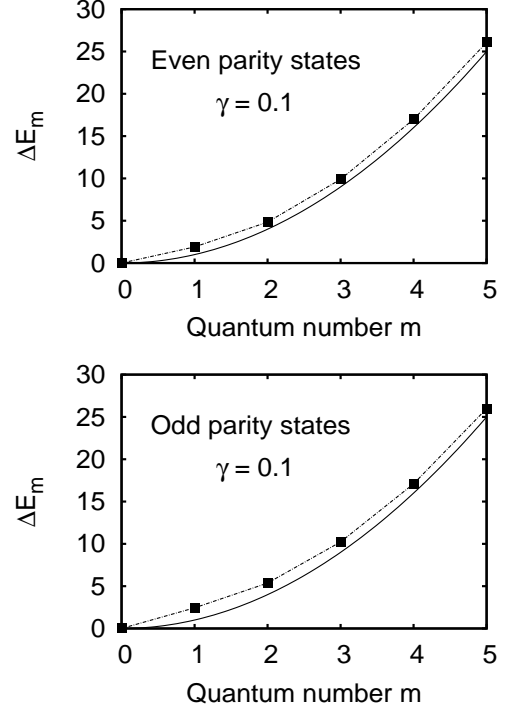 30
25
20
15
10
5
0
ΔE_m
Even parity states
γ = 0.1
0 1 2 3 4 5
Quantum number m
30
25
20
15
10
5
0
ΔE_m
Odd parity states
γ = 0.1
0 1 2 3 4 5
Quantum number m